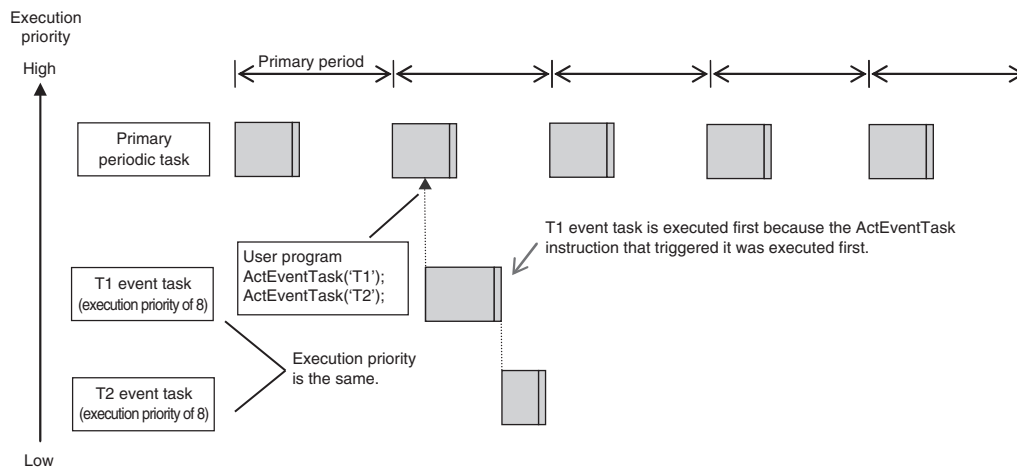 Execution
priority
High
Primary period
Primary
periodic task
T1 event task is executed first because the ActEventTask
instruction that triggered it was executed first.
User program
ActEventTask(‘T1’);
ActEventTask(‘T2’);
T1 event task
(execution priority of 8)
Execution priority
is the same.
T2 event task
(execution priority of 8)
Low